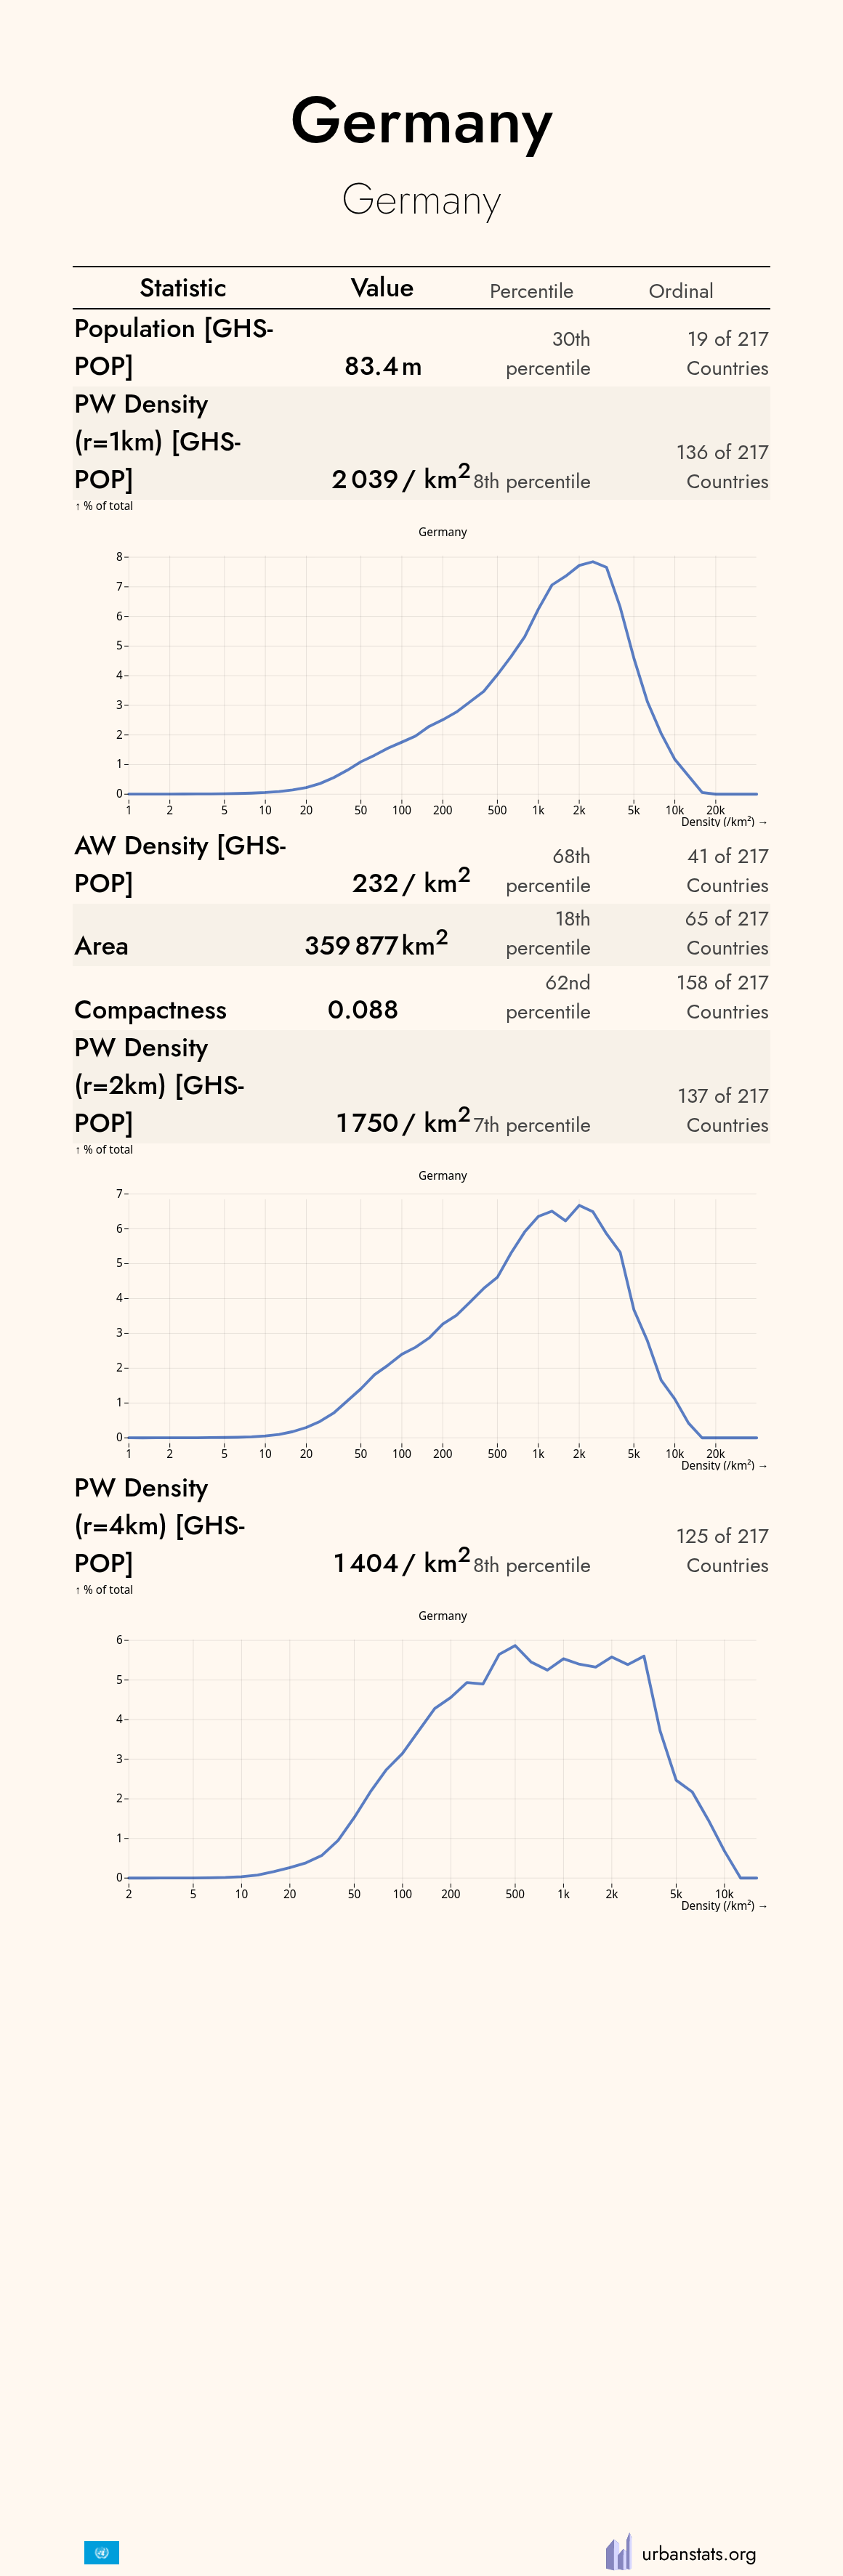 Germany
Germany
Statistic Value Percentile Ordinal
Population [GHS-
POP] 83.4 m 30th percentile 19 of 217 Countries
PW Density
(r=1km) [GHS-
POP] 2 039 / km² 8th percentile 136 of 217 Countries
↑ % of total
Germany
8
7
6
5
4
3
2
1
0
1 2 5 10 20 50 100 200 500 1k 2k 5k 10k 20k
Density (/km²) →
AW Density [GHS-
POP] 232 / km² 68th percentile 41 of 217 Countries
Area 359 877 km² 18th percentile 65 of 217 Countries
Compactness 0.088 62nd percentile 158 of 217 Countries
PW Density
(r=2km) [GHS-
POP] 1 750 / km² 7th percentile 137 of 217 Countries
↑ % of total
Germany
7
6
5
4
3
2
1
0
1 2 5 10 20 50 100 200 500 1k 2k 5k 10k 20k
Density (/km²) →
PW Density
(r=4km) [GHS-
POP] 1 404 / km² 8th percentile 125 of 217 Countries
↑ % of total
Germany
6
5
4
3
2
1
0
2 5 10 20 50 100 200 500 1k 2k 5k 10k
Density (/km²) →
urbanstats.org